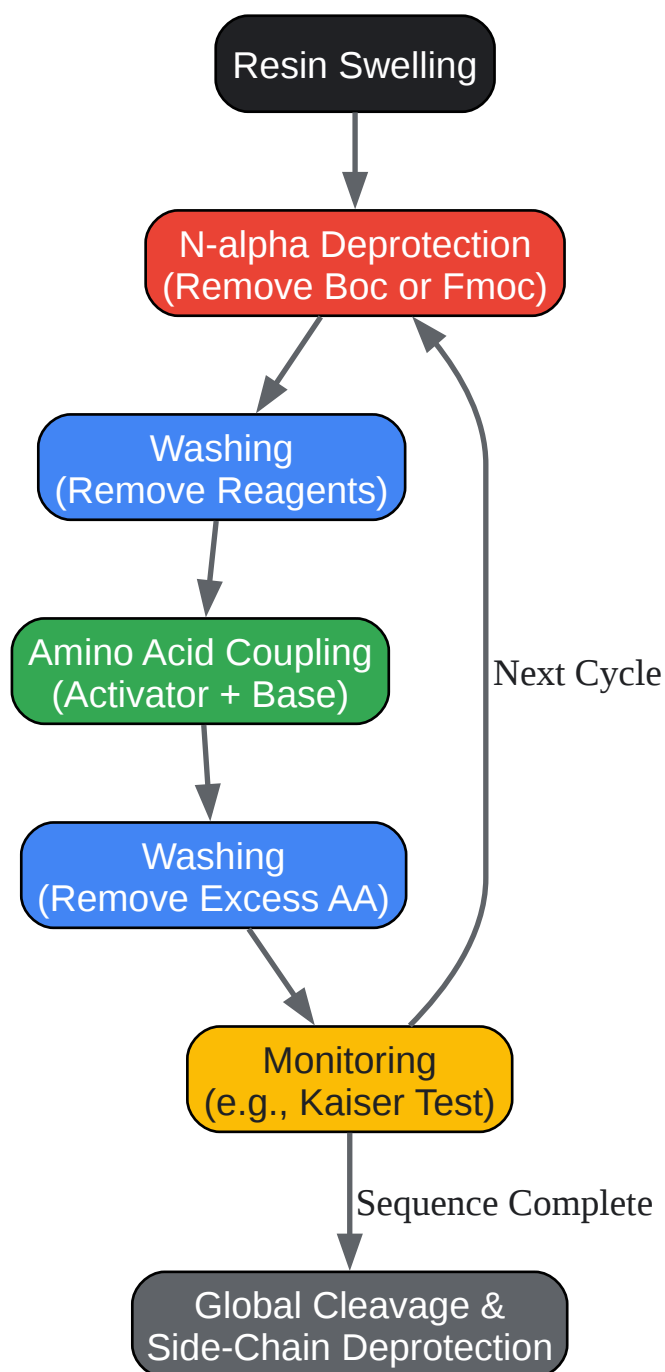 Resin Swelling
N-alpha Deprotection
(Remove Boc or Fmoc)
Washing
(Remove Reagents)
Amino Acid Coupling
(Activator + Base)
Next Cycle
Washing
(Remove Excess AA)
Monitoring
(e.g., Kaiser Test)
Sequence Complete
Global Cleavage &
Side-Chain Deprotection